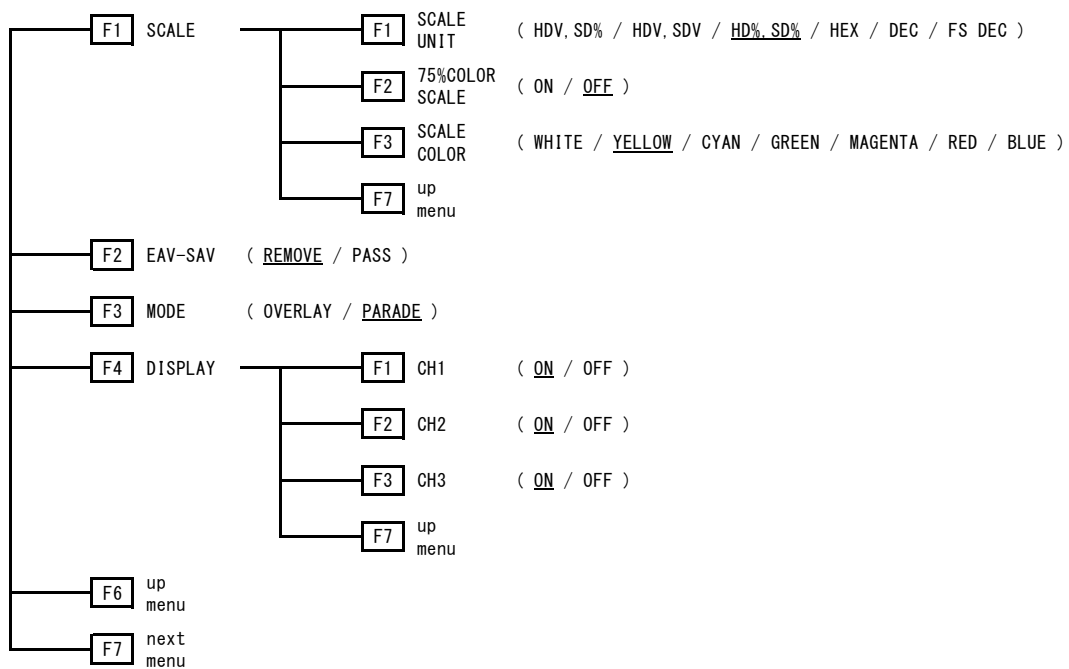 F1 SCALE F1 SCALE UNIT ( HDV,SD% / HDV,SDV / HD%,SD% / HEX / DEC / FS DEC )
F2 75%COLOR SCALE ( ON / OFF )
F3 SCALE COLOR ( WHITE / YELLOW / CYAN / GREEN / MAGENTA / RED / BLUE )
F7 up menu
F2 EAV-SAV ( REMOVE / PASS )
F3 MODE ( OVERLAY / PARADE )
F4 DISPLAY F1 CH1 ( ON / OFF )
F2 CH2 ( ON / OFF )
F3 CH3 ( ON / OFF )
F7 up menu
F6 up menu
F7 next menu